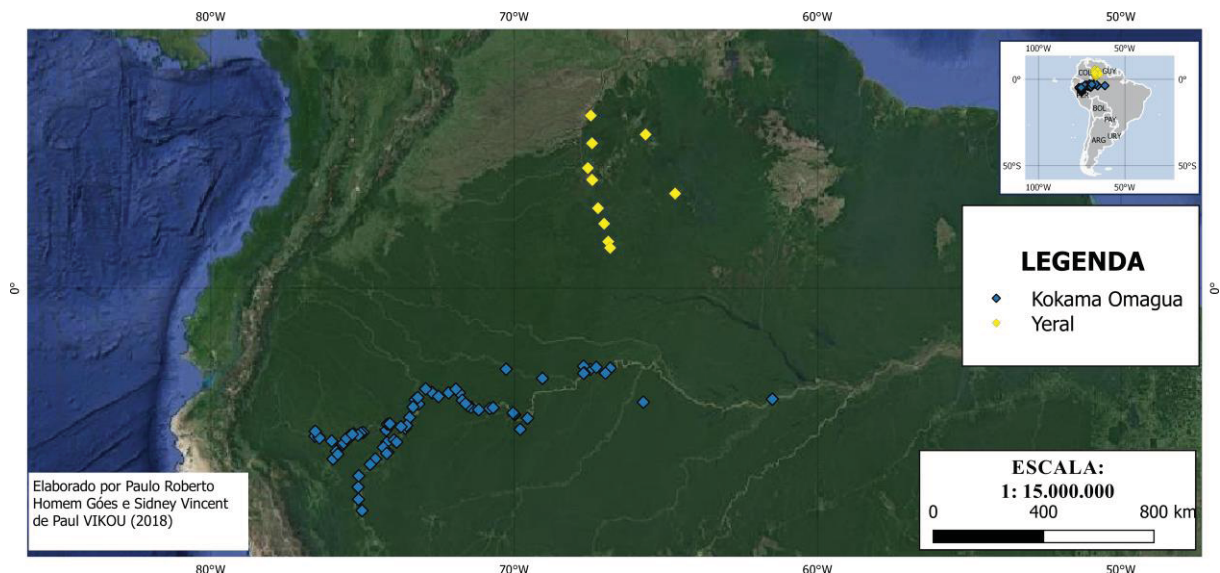 80°W 70°W 60°W 50°W
100°W 50°W
0° 0°
COL GUY
BOL
PAY
ARG URY
50°S 50°S
100°W 50°W
LEGENDA
Kokama Omagua
Yeral
0° 0°
Elaborado por Paulo Roberto
Homem Góes e Sidney Vincent
de Paul VIKOU (2018)
ESCALA:
1: 15.000.000
0 400 800 km
80°W 70°W 60°W 50°W